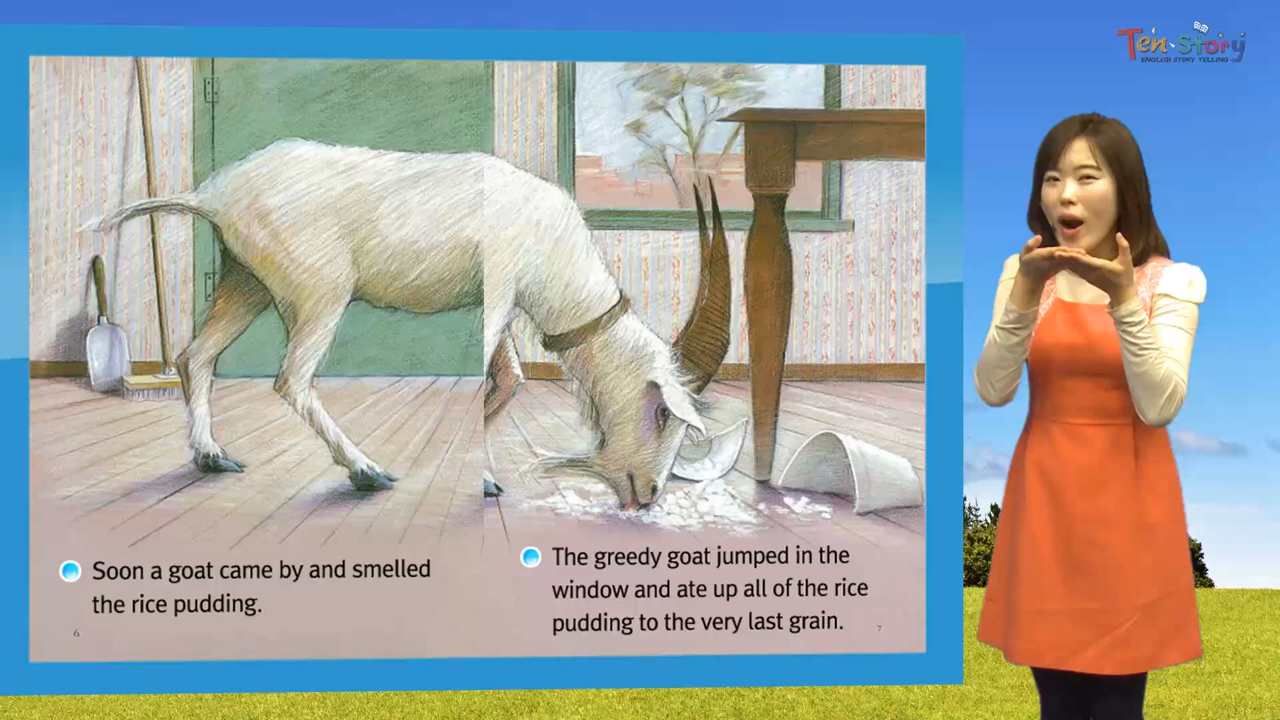 Ten·Story
ENGLISH STORY TELLING
Soon a goat came by and smelled
the rice pudding.
6
The greedy goat jumped in the
window and ate up all of the rice
pudding to the very last grain.
7